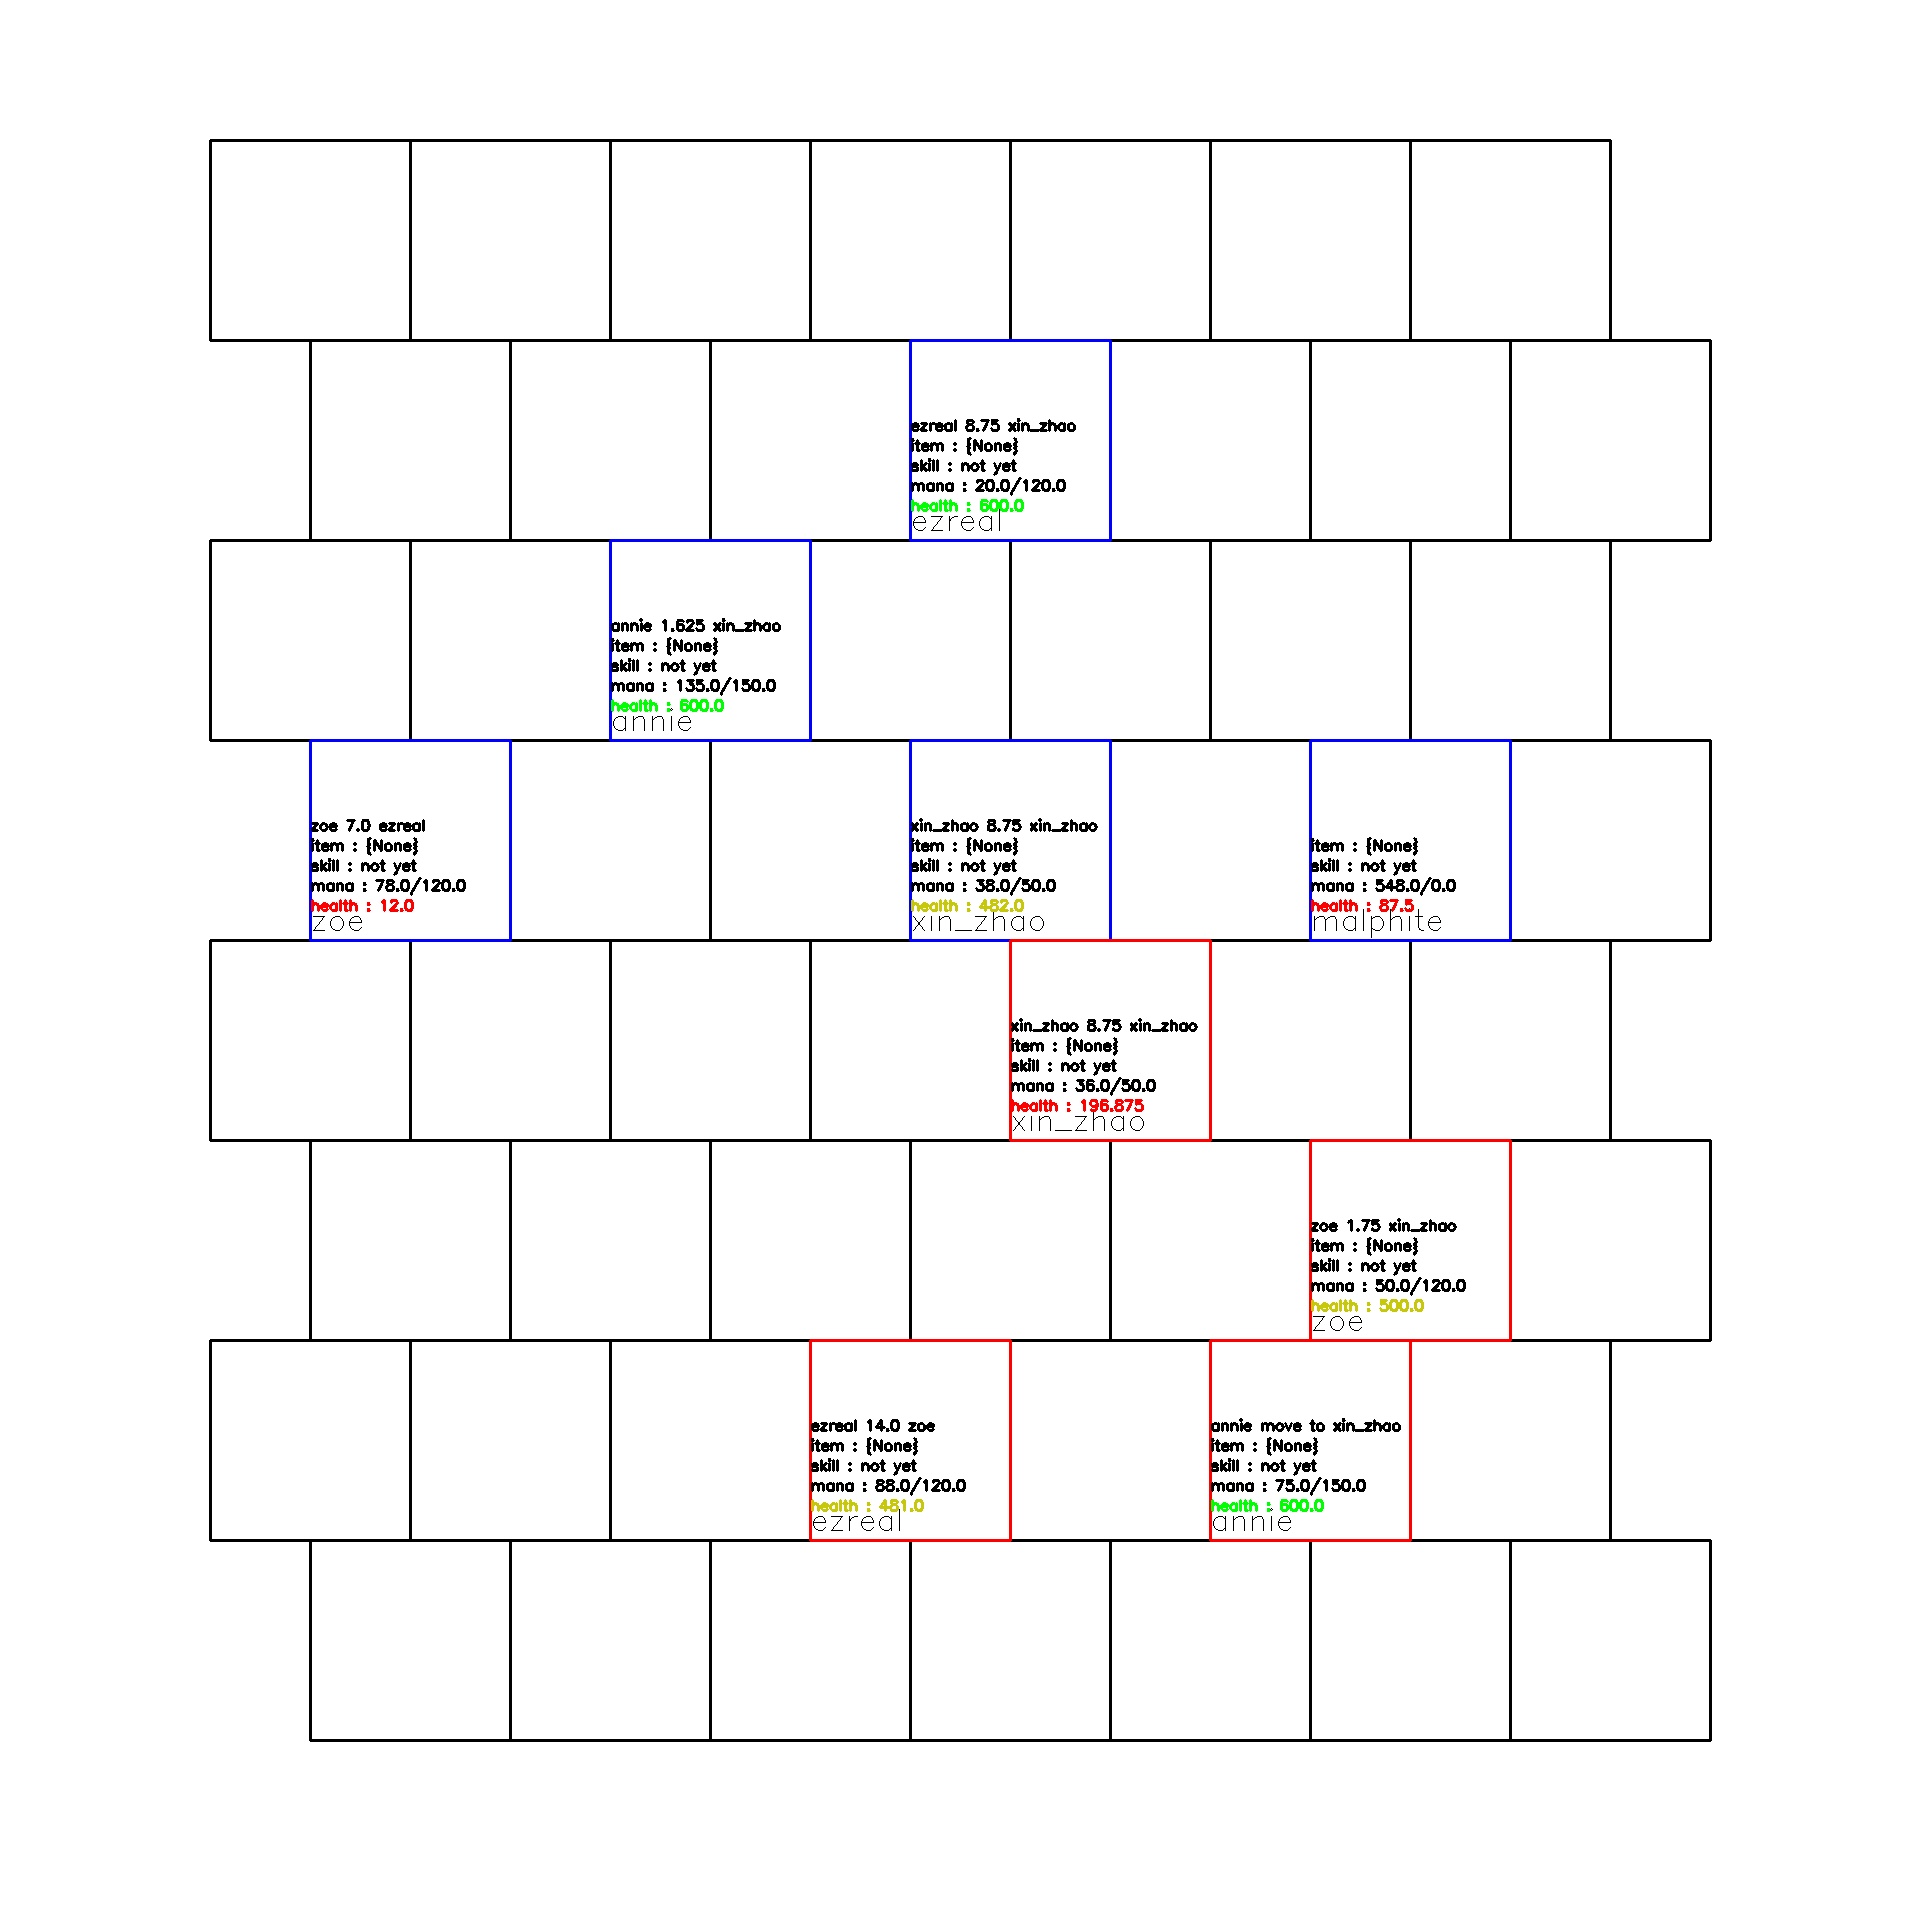 ezreal 8.75 xin_zhao
item : {None}
skill : not yet
mana : 20.0/120.0
health : 600.0
ezreal
annie 1.625 xin_zhao
item : {None}
skill : not yet
mana : 135.0/150.0
health : 600.0
annie
zoe 7.0 ezreal
item : {None}
skill : not yet
mana : 78.0/120.0
health : 12.0
zoe
xin_zhao 8.75 xin_zhao
item : {None}
skill : not yet
mana : 38.0/50.0
health : 482.0
xin_zhao
item : {None}
skill : not yet
mana : 548.0/0.0
health : 87.5
malphite
xin_zhao 8.75 xin_zhao
item : {None}
skill : not yet
mana : 36.0/50.0
health : 196.875
xin_zhao
zoe 1.75 xin_zhao
item : {None}
skill : not yet
mana : 50.0/120.0
health : 500.0
zoe
ezreal 14.0 zoe
item : {None}
skill : not yet
mana : 88.0/120.0
health : 481.0
ezreal
annie move to xin_zhao
item : {None}
skill : not yet
mana : 75.0/150.0
health : 600.0
annie